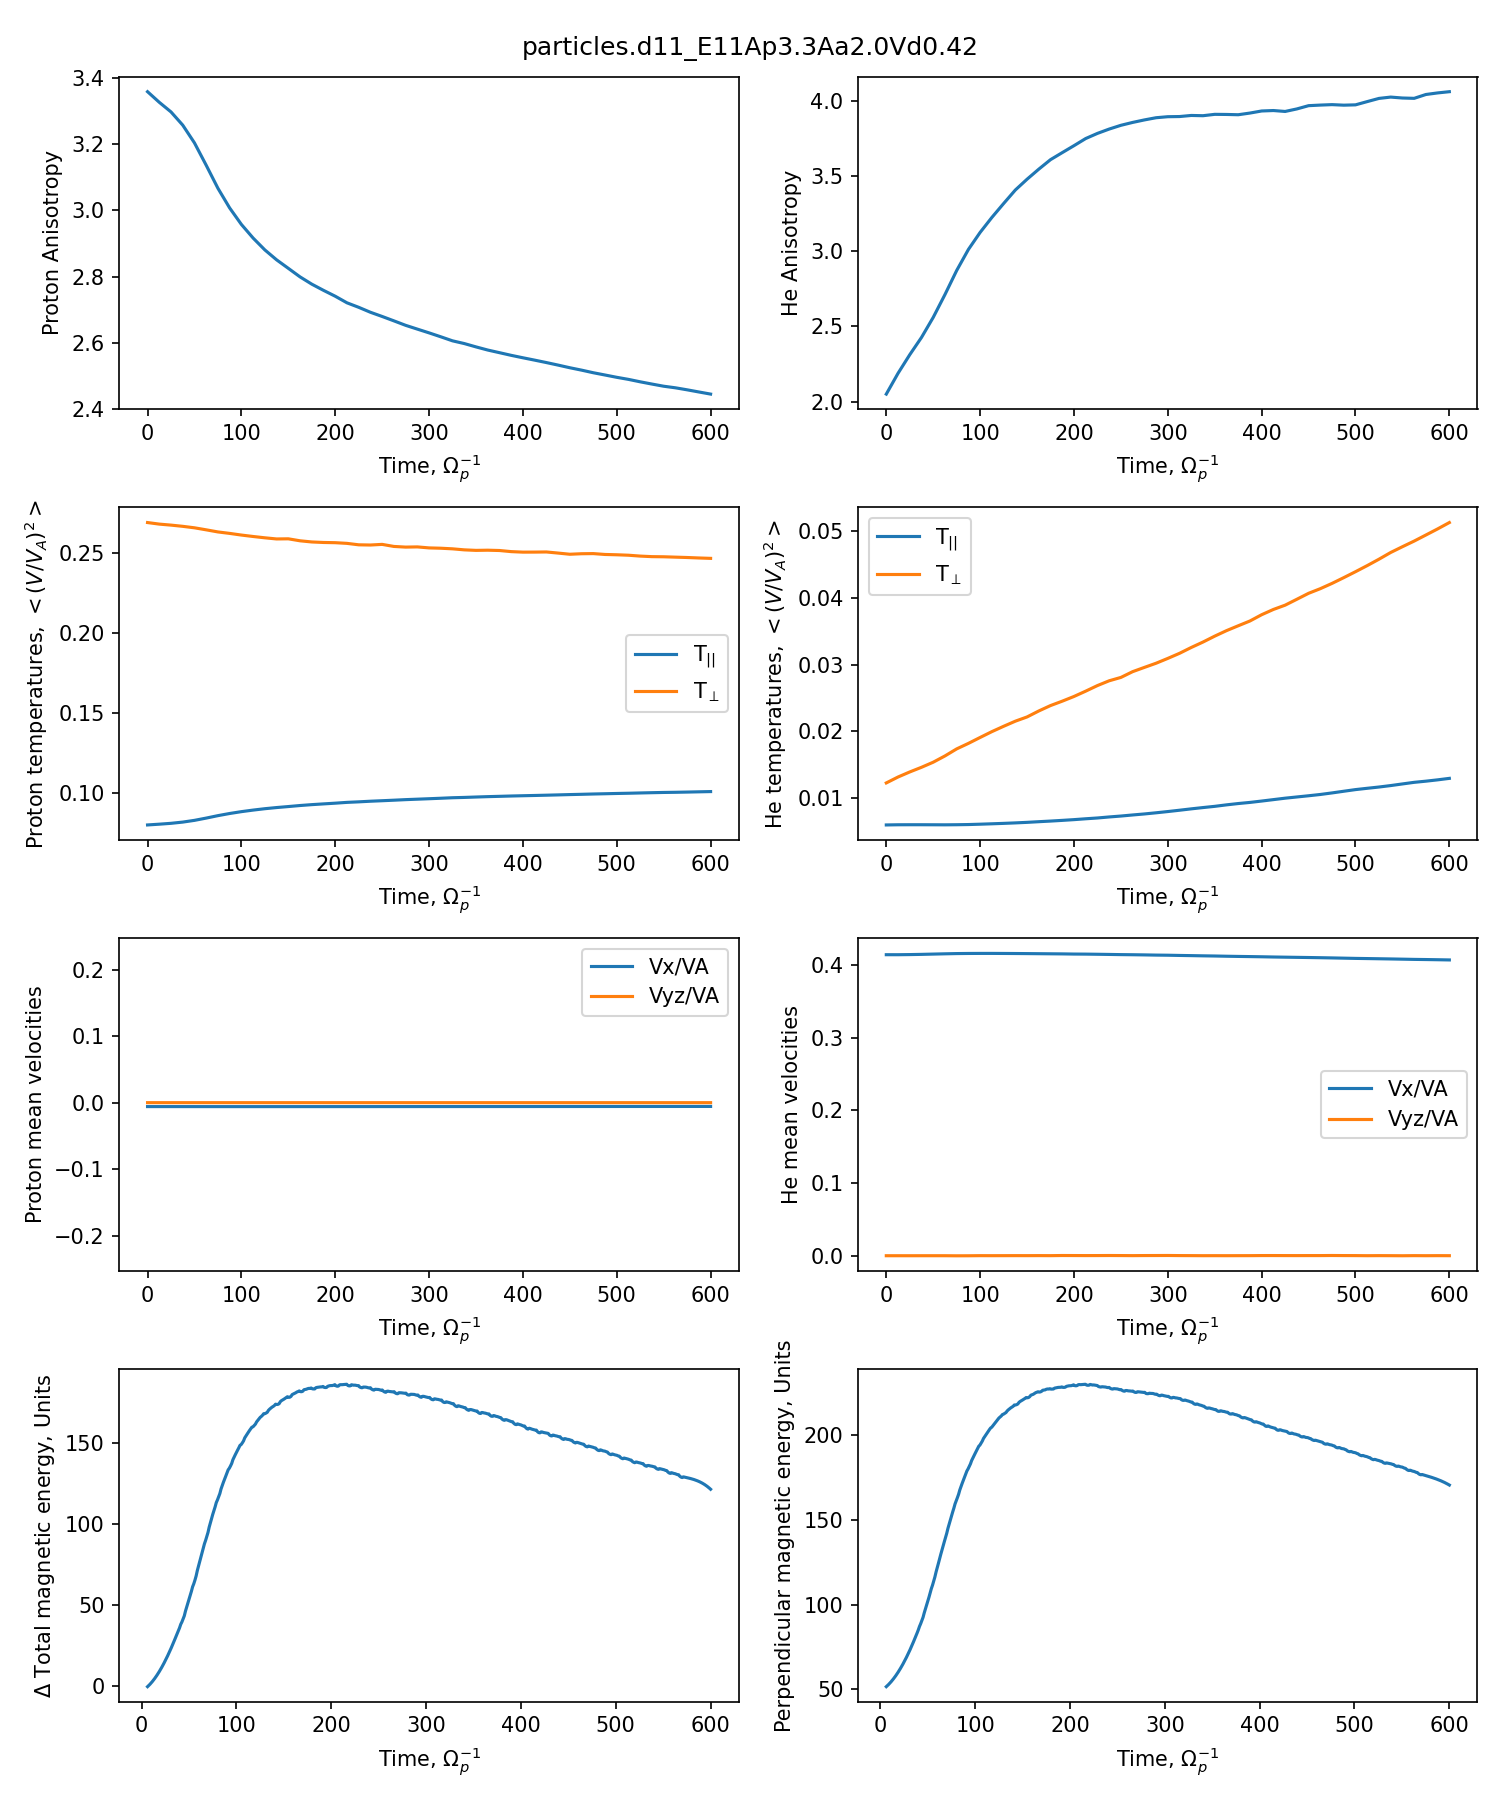 particles.d11_E11Ap3.3Aa2.0Vd0.42
Proton Anisotropy
3.4
3.2
3.0
2.8
2.6
2.4
0 100 200 300 400 500 600
Time, Ω_p^{-1}
He Anisotropy
4.0
3.5
3.0
2.5
2.0
0 100 200 300 400 500 600
Time, Ω_p^{-1}
Proton temperatures, < (V/V_A)^2 >
0.25
0.20
0.15
0.10
T_{||}
T_⊥
0 100 200 300 400 500 600
Time, Ω_p^{-1}
He temperatures, < (V/V_A)^2 >
0.05
0.04
0.03
0.02
0.01
T_{||}
T_⊥
0 100 200 300 400 500 600
Time, Ω_p^{-1}
Proton mean velocities
0.2
0.1
0.0
−0.1
−0.2
Vx/VA
Vyz/VA
0 100 200 300 400 500 600
Time, Ω_p^{-1}
He mean velocities
0.4
0.3
0.2
0.1
0.0
Vx/VA
Vyz/VA
0 100 200 300 400 500 600
Time, Ω_p^{-1}
Δ Total magnetic energy, Units
150
100
50
0
0 100 200 300 400 500 600
Time, Ω_p^{-1}
Perpendicular magnetic energy, Units
200
150
100
50
0 100 200 300 400 500 600
Time, Ω_p^{-1}